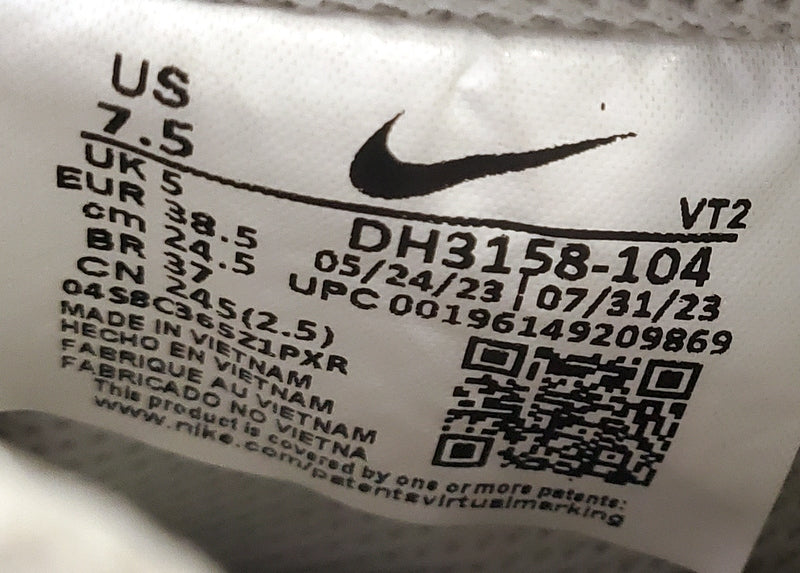 US
7.5
UK 5
EUR 38.5
cm 24.5
BR 37
CN 245(2.5)
04S8C36SZ1PXR
MADE IN VIETNAM
HECHO EN VIETNAM
FABRIQUE AU VIETNAM
FABRICADO NO VIETNA
This product is covered by one or more patents:
www.nike.com/patentsvirtualmarking
VT2
DH3158-104
05/24/23 | 07/31/23
UPC 00196149209869